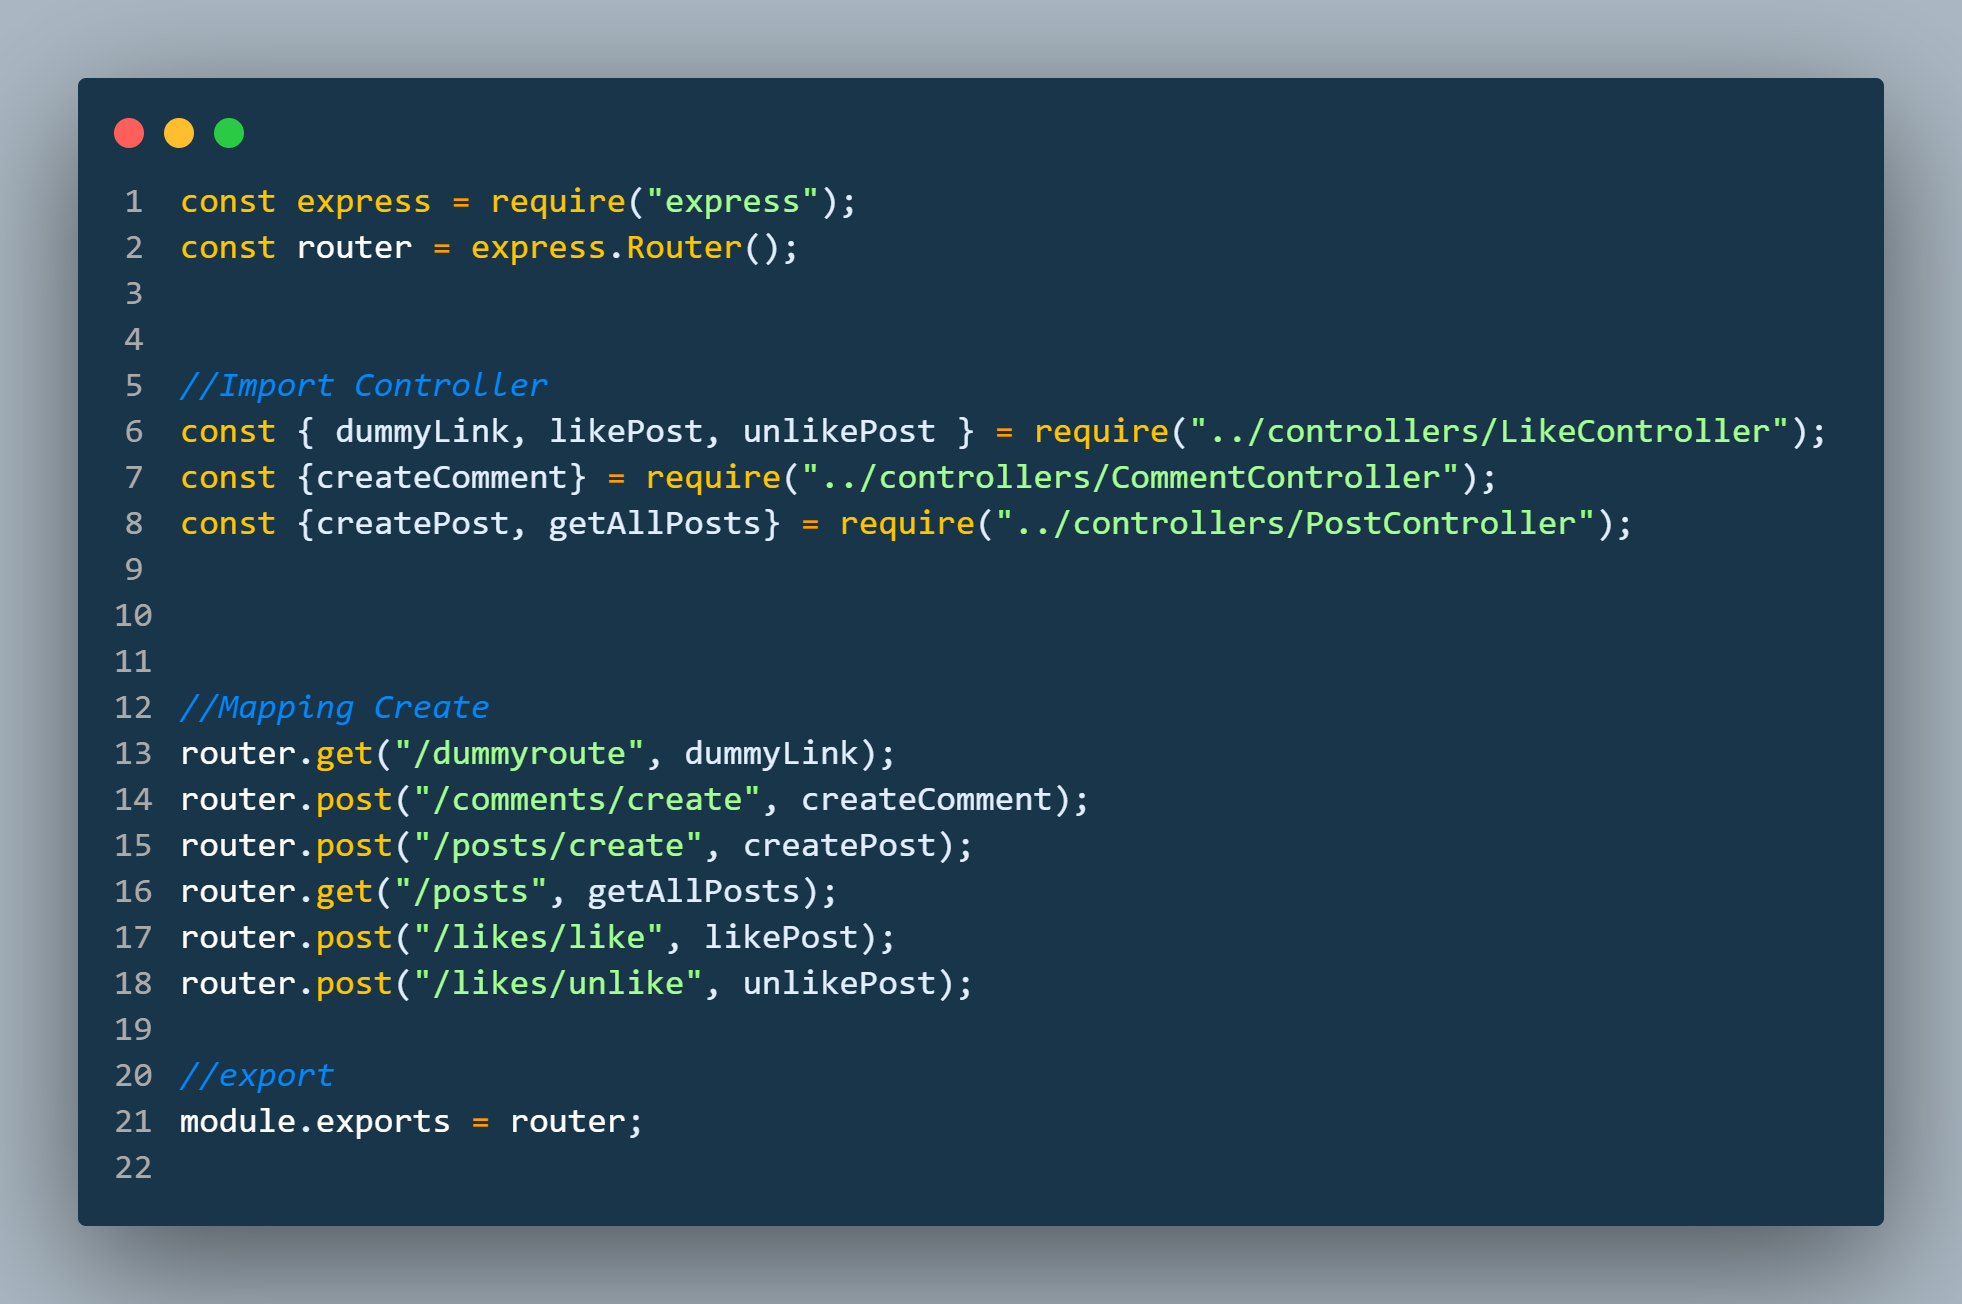 1 const express = require("express");
2 const router = express.Router();
3
4
5 //Import Controller
6 const { dummyLink, likePost, unlikePost } = require("../controllers/LikeController");
7 const {createComment} = require("../controllers/CommentController");
8 const {createPost, getAllPosts} = require("../controllers/PostController");
9
10
11
12 //Mapping Create
13 router.get("/dummyroute", dummyLink);
14 router.post("/comments/create", createComment);
15 router.post("/posts/create", createPost);
16 router.get("/posts", getAllPosts);
17 router.post("/likes/like", likePost);
18 router.post("/likes/unlike", unlikePost);
19
20 //export
21 module.exports = router;
22